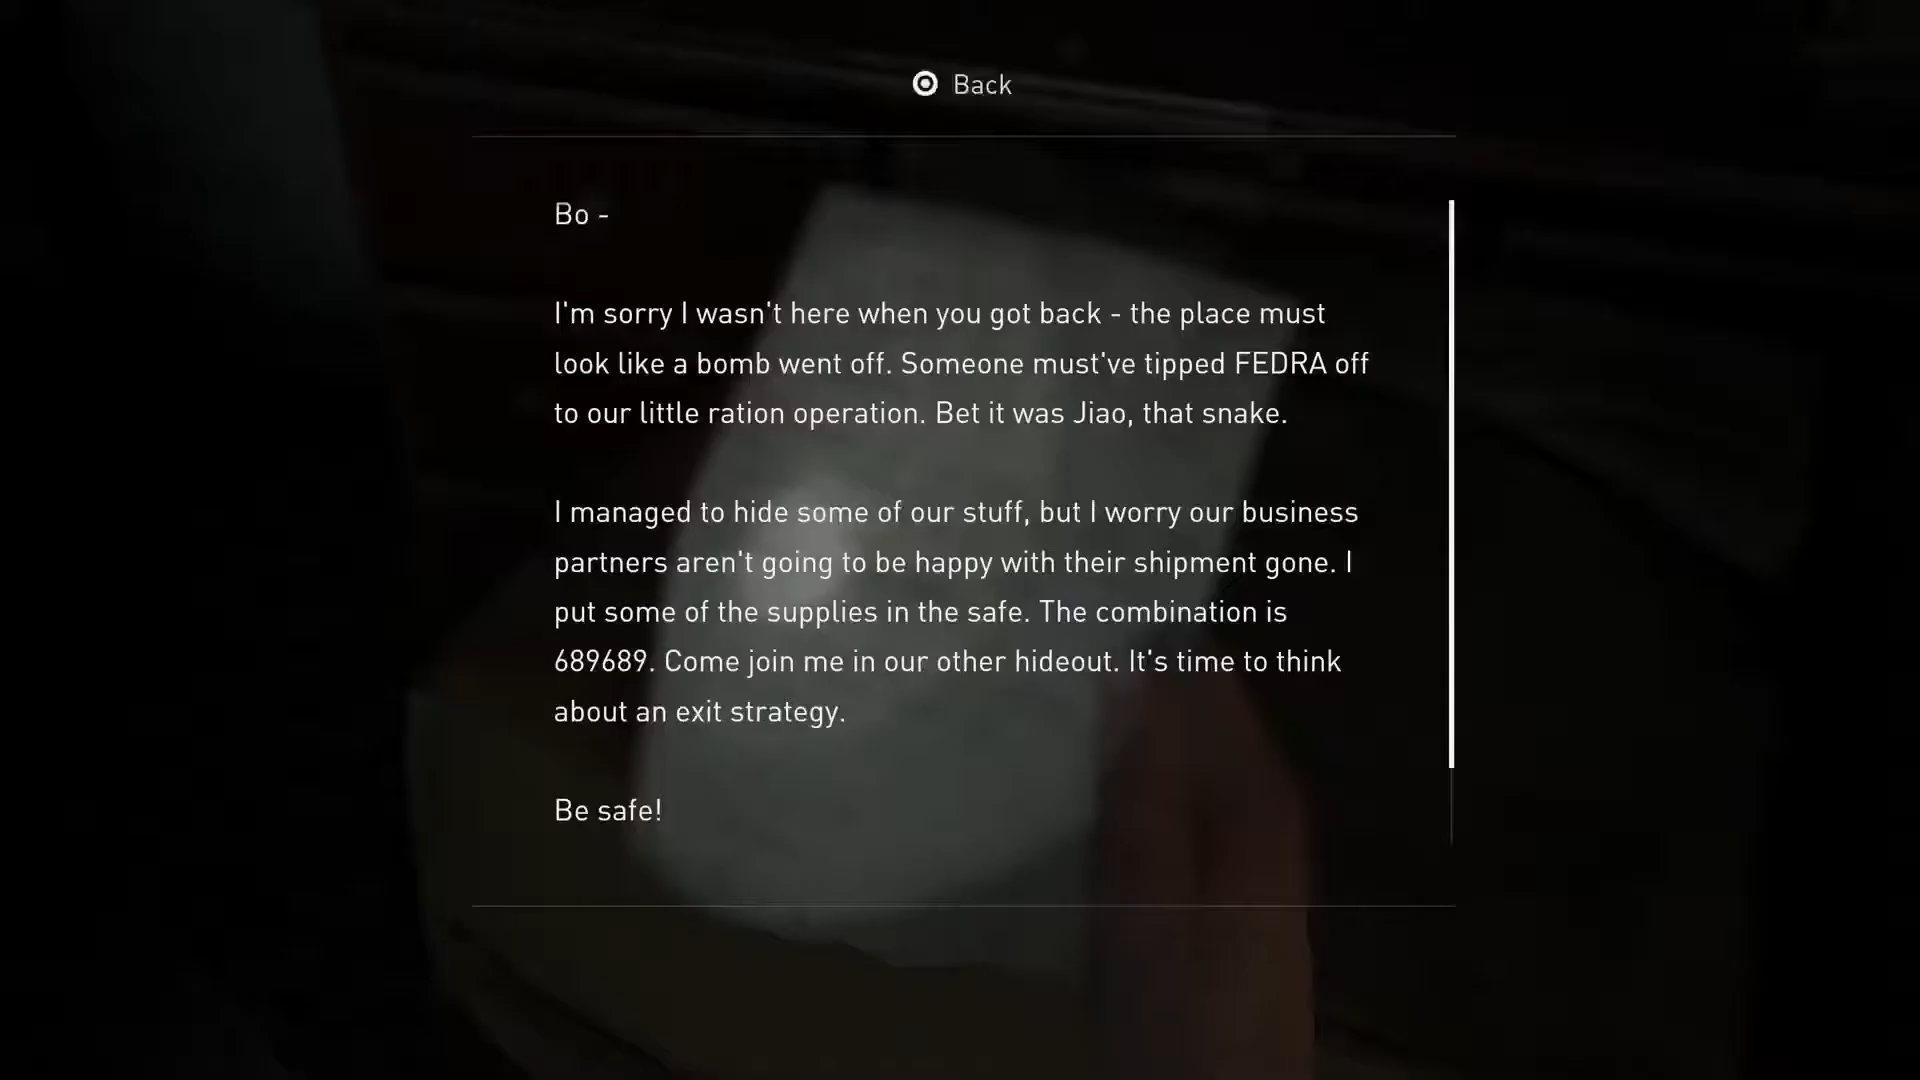 Back
Bo -
I'm sorry I wasn't here when you got back - the place must
look like a bomb went off. Someone must've tipped FEDRA off
to our little ration operation. Bet it was Jiao, that snake.
I managed to hide some of our stuff, but I worry our business
partners aren't going to be happy with their shipment gone. I
put some of the supplies in the safe. The combination is
689689. Come join me in our other hideout. It's time to think
about an exit strategy.
Be safe!